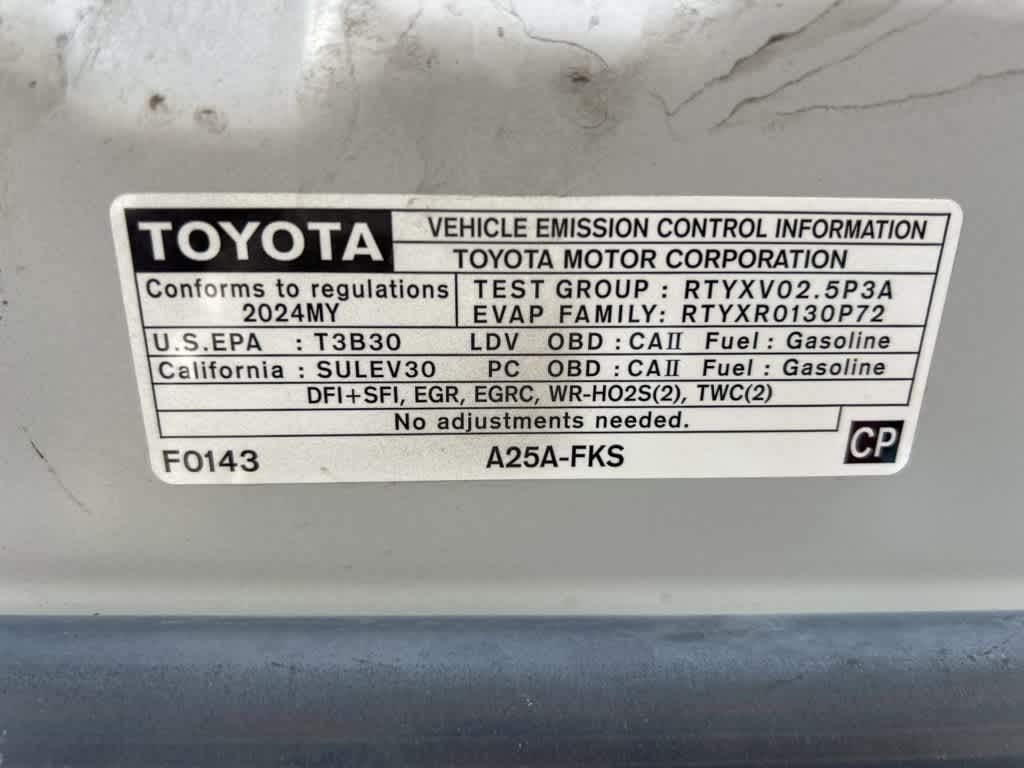 TOYOTA
VEHICLE EMISSION CONTROL INFORMATION
TOYOTA MOTOR CORPORATION
Conforms to regulations
2024MY
TEST GROUP : RTYXV02.5P3A
EVAP FAMILY: RTYXR0130P72
U.S.EPA : T3B30 LDV OBD : CAII Fuel : Gasoline
California : SULEV30 PC OBD : CAII Fuel : Gasoline
DFI+SFI, EGR, EGRC, WR-HO2S(2), TWC(2)
No adjustments needed.
F0143 A25A-FKS CP